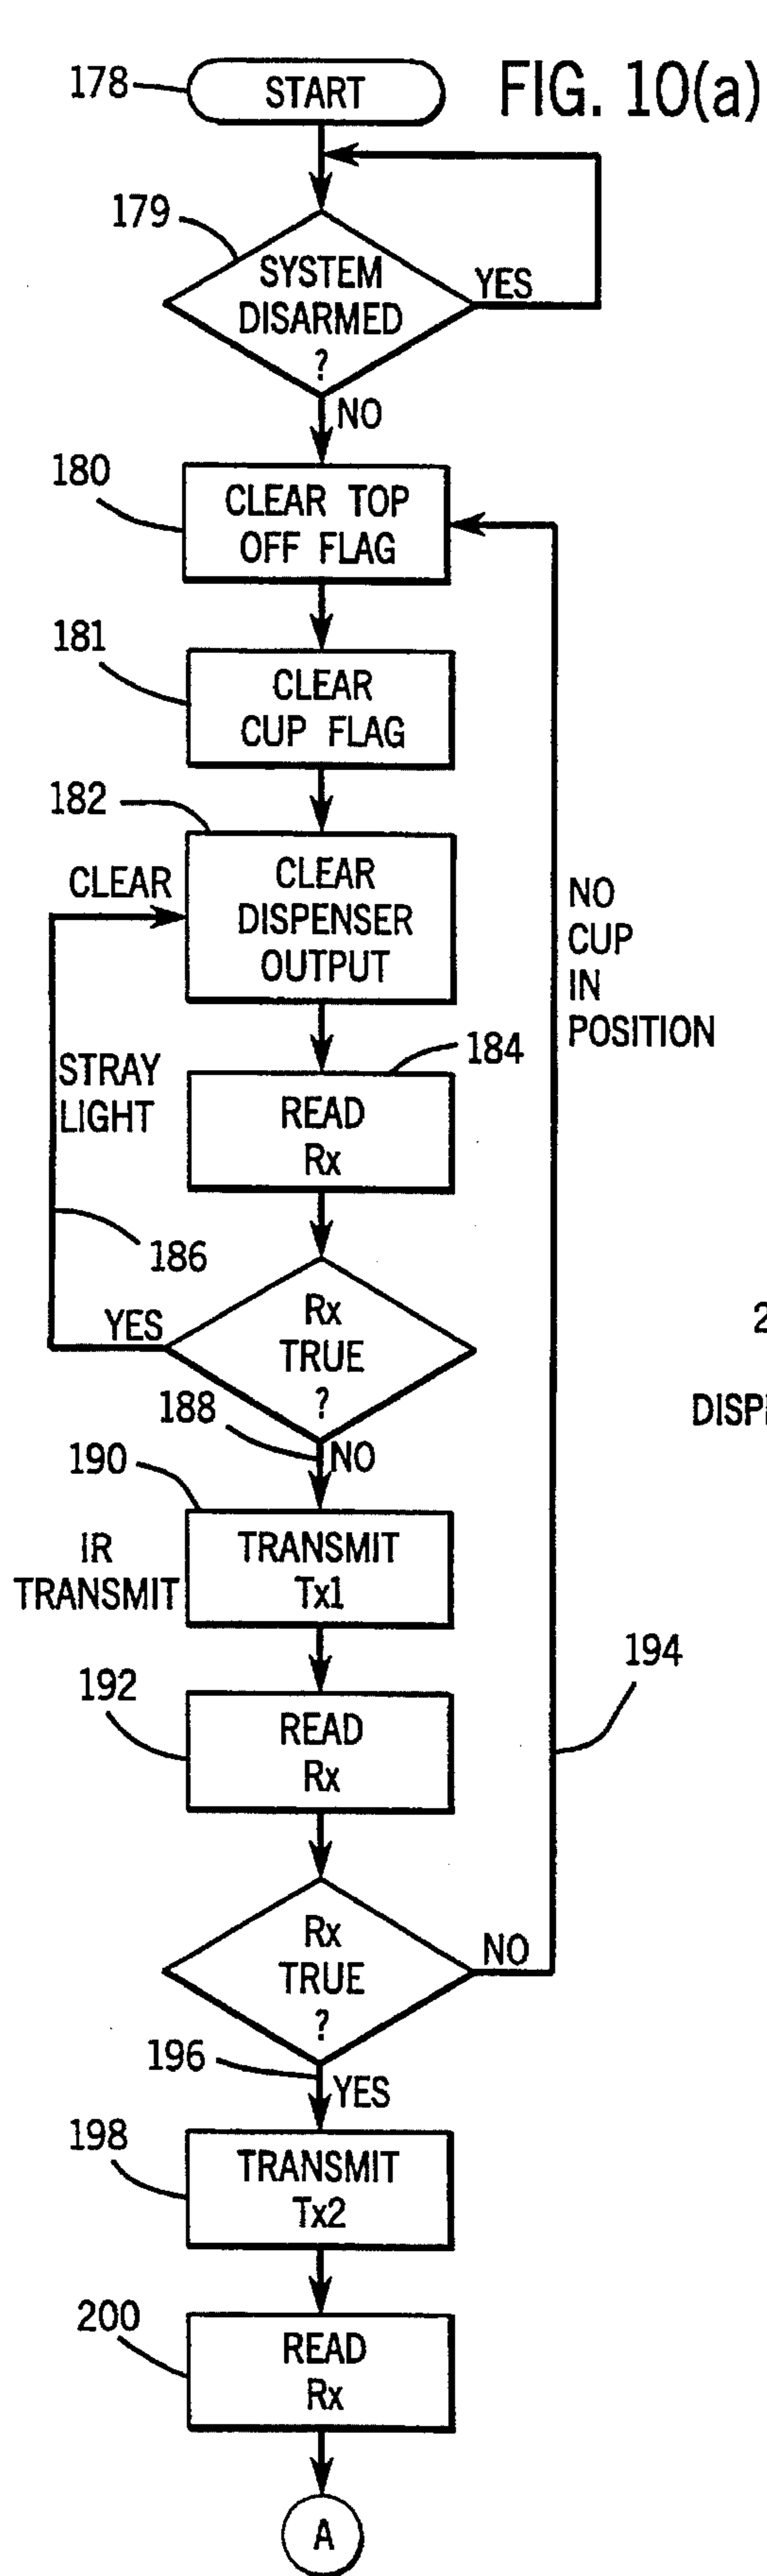 178
START
FIG. 10(a)
179
SYSTEM
DISARMED
?
YES
NO
180
CLEAR TOP
OFF FLAG
181
CLEAR
CUP FLAG
182
CLEAR
CLEAR
DISPENSER
OUTPUT
NO
CUP
IN
POSITION
STRAY
LIGHT
184
READ
Rx
186
YES
Rx
TRUE
?
188
NO
190
IR
TRANSMIT
TRANSMIT
Tx1
192
READ
Rx
194
Rx
TRUE
?
NO
196
YES
198
TRANSMIT
Tx2
200
READ
Rx
A